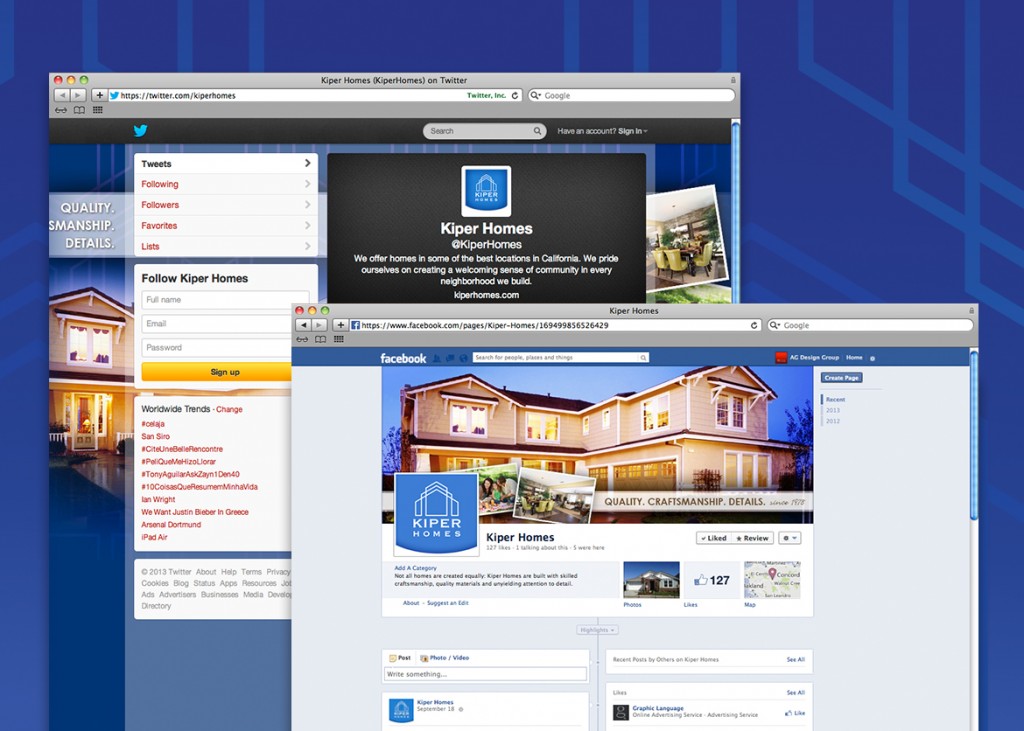 Kiper Homes (KiperHomes) on Twitter
https://twitter.com/kiperhomes
Twitter, Inc.
Google
Search
Have an account? Sign in
Tweets
Following
Followers
Favorites
Lists
QUALITY.
SMANSHIP.
DETAILS.
KIPER
HOMES
Kiper Homes
@KiperHomes
We offer homes in some of the best locations in California. We pride
ourselves on creating a welcoming sense of community in every
neighborhood we build.
kiperhomes.com
Follow Kiper Homes
Full name
Email
Password
Sign up
Worldwide Trends · Change
#celaja
San Siro
#CiteUneBelleRencontre
#PeliQueMeHizoLlorar
#TonyAguilarAskZayn1Den40
#10CoisasQueResumemMinhaVida
Ian Wright
We Want Justin Bieber In Greece
Arsenal Dortmund
iPad Air
© 2013 Twitter About Help Terms Privacy
Cookies Blog Status Apps Resources Jo
Ads Advertisers Businesses Media Develo
Directory
Kiper Homes
https://www.facebook.com/pages/Kiper-Homes/169499856526429
Google
facebook
Search for people, places and things
AG Design Group
Home
Create Page
Recent
2013
2012
QUALITY. CRAFTSMANSHIP. DETAILS. since 1978
KIPER
HOMES
Kiper Homes
127 likes · 1 talking about this · 5 were here
Liked
Review
Add A Category
Not all homes are created equally: Kiper Homes are built with skilled
craftsmanship, quality materials and unyielding attention to detail.
About - Suggest an Edit
127
Concord
Walnut Cree
akland
San Leandro
Photos
Likes
Map
Highlights
Post
Photo / Video
Write something...
Recent Posts by Others on Kiper Homes
See All
Kiper Homes
September 18
Likes
See All
Graphic Language
Online Advertising Service · Advertising Service
Like